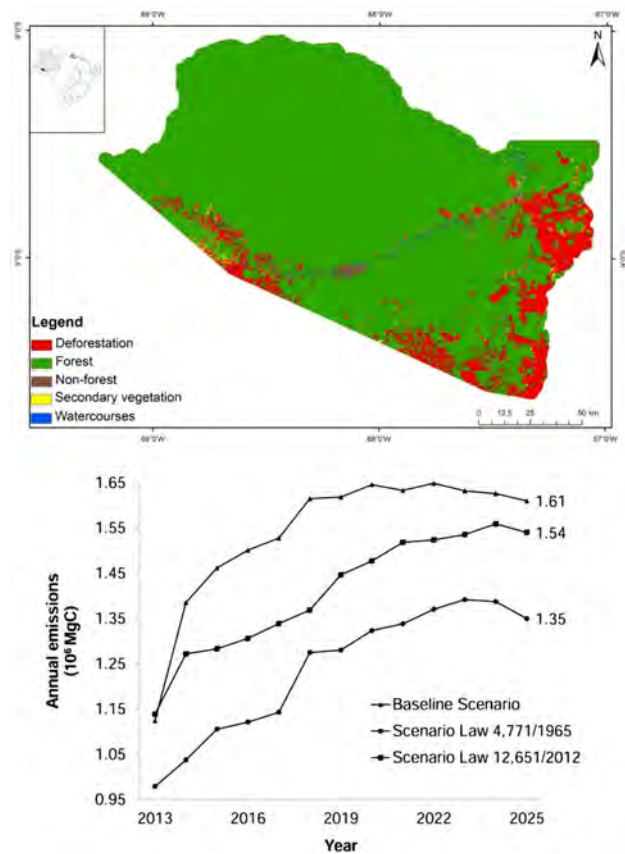 69°0'W 68°0'W 67°0'W
N
Legend
Deforestation
Forest
Non-forest
Secondary vegetation
Watercourses
0 12.5 25 50 km
69°0'W 68°0'W 67°0'W
1.65
1.55
1.45
1.35
1.25
1.15
1.05
0.95
Annual emissions
(10⁶ MgC)
1.61
1.54
1.35
Baseline Scenario
Scenario Law 4,771/1965
Scenario Law 12,651/2012
2013 2016 2019 2022 2025
Year